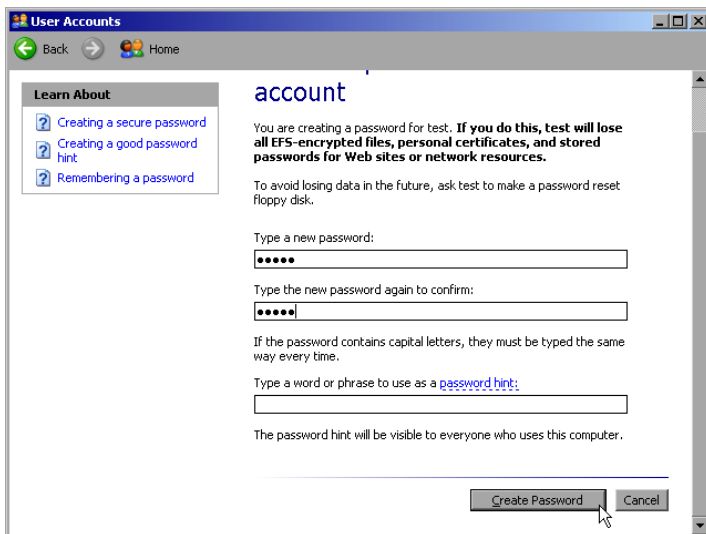 User Accounts
Back
Home
Learn About
Creating a secure password
Creating a good password
hint
Remembering a password
account
You are creating a password for test. If you do this, test will lose
all EFS-encrypted files, personal certificates, and stored
passwords for Web sites or network resources.
To avoid losing data in the future, ask test to make a password reset
floppy disk.
Type a new password:
●●●●●
Type the new password again to confirm:
●●●●●
If the password contains capital letters, they must be typed the same
way every time.
Type a word or phrase to use as a password hint:
The password hint will be visible to everyone who uses this computer.
Create Password
Cancel